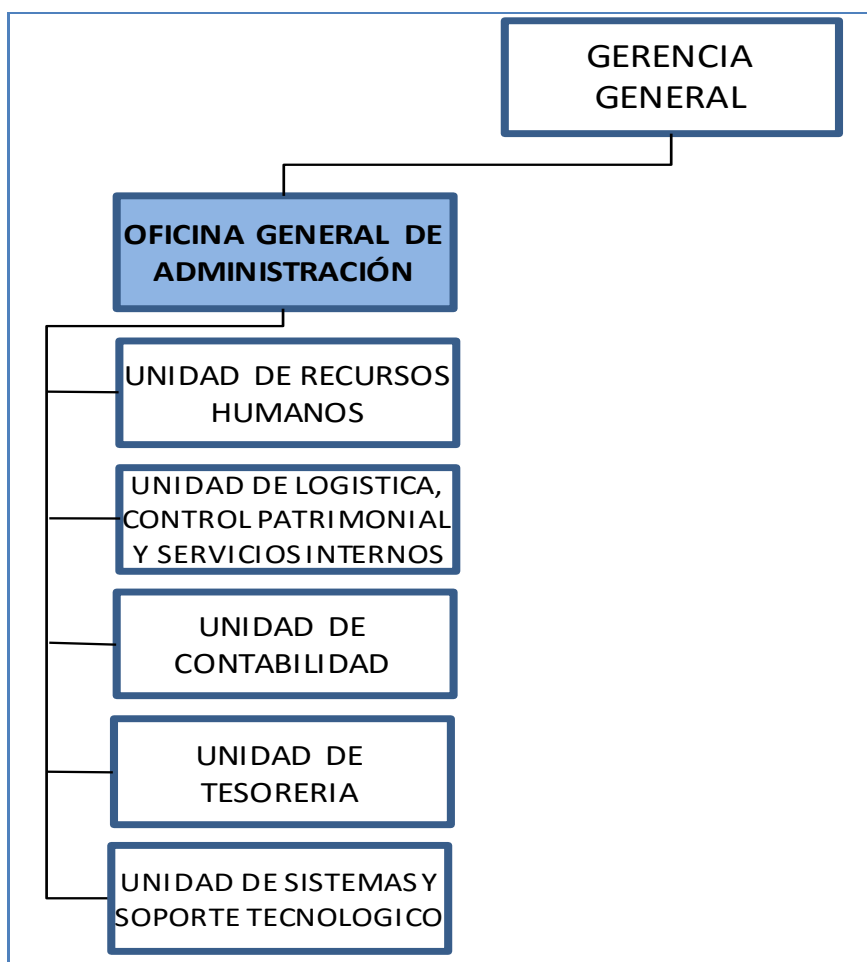 GERENCIA
GENERAL
OFICINA GENERAL DE
ADMINISTRACIÓN
UNIDAD DE RECURSOS
HUMANOS
UNIDAD DE LOGISTICA,
CONTROL PATRIMONIAL
Y SERVICIOS INTERNOS
UNIDAD DE
CONTABILIDAD
UNIDAD DE
TESORERIA
UNIDAD DE SISTEMAS Y
SOPORTE TECNOLOGICO